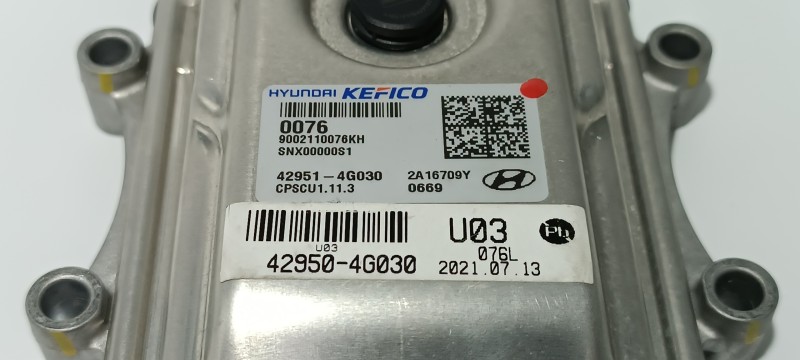 HYUNDAI KEFICO
0076
9002110076KH
SNX00000S1
42951-4G030 2A16709Y
CPSCU1.11.3 0669
U03 Pb
U03 076L
42950-4G030 2021.07.13